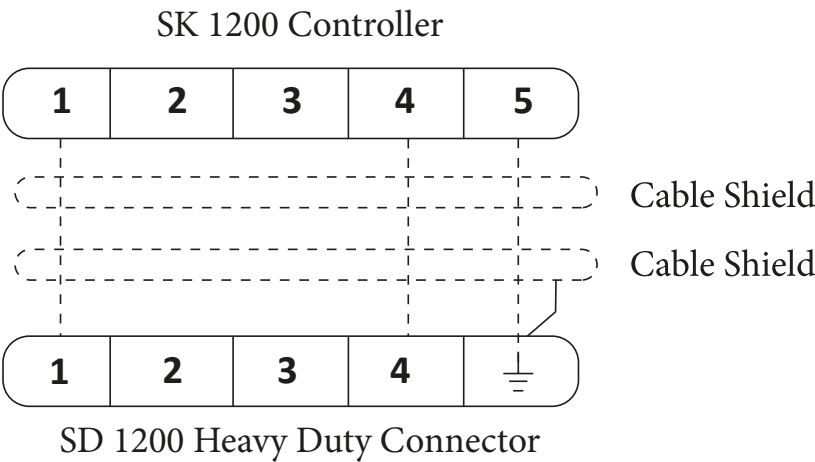 SK 1200 Controller
1 2 3 4 5
Cable Shield
Cable Shield
1 2 3 4
SD 1200 Heavy Duty Connector